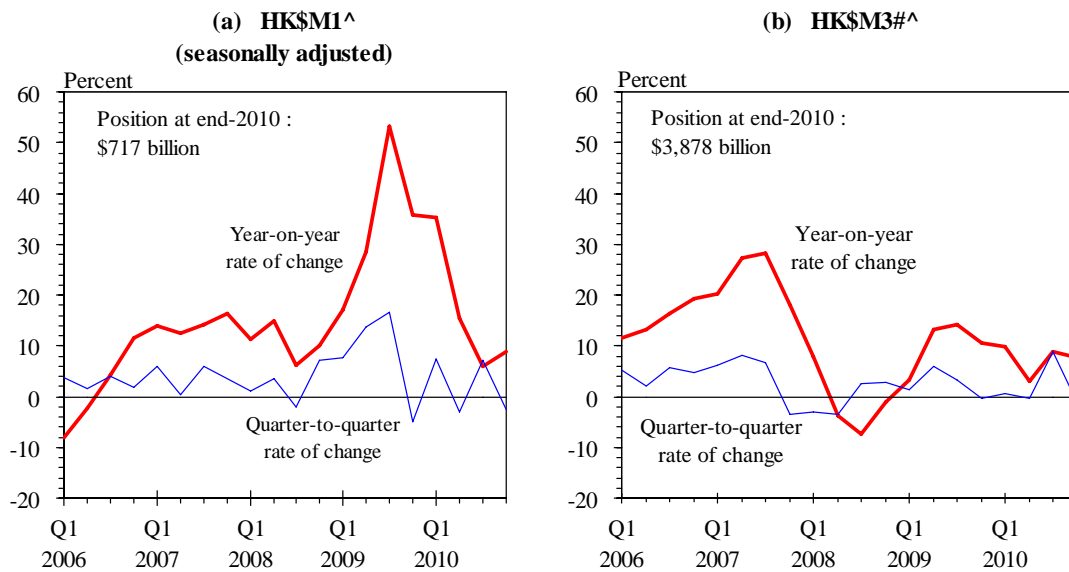 (a) HK$M1^
(seasonally adjusted)
Percent
60
50
40
30
20
10
0
-10
-20
Position at end-2010 :
$717 billion
Year-on-year
rate of change
Quarter-to-quarter
rate of change
Q1 Q1 Q1 Q1 Q1
2006 2007 2008 2009 2010
(b) HK$M3#^
Percent
60
50
40
30
20
10
0
-10
-20
Position at end-2010 :
$3,878 billion
Year-on-year
rate of change
Quarter-to-quarter
rate of change
Q1 Q1 Q1 Q1 Q1
2006 2007 2008 2009 2010